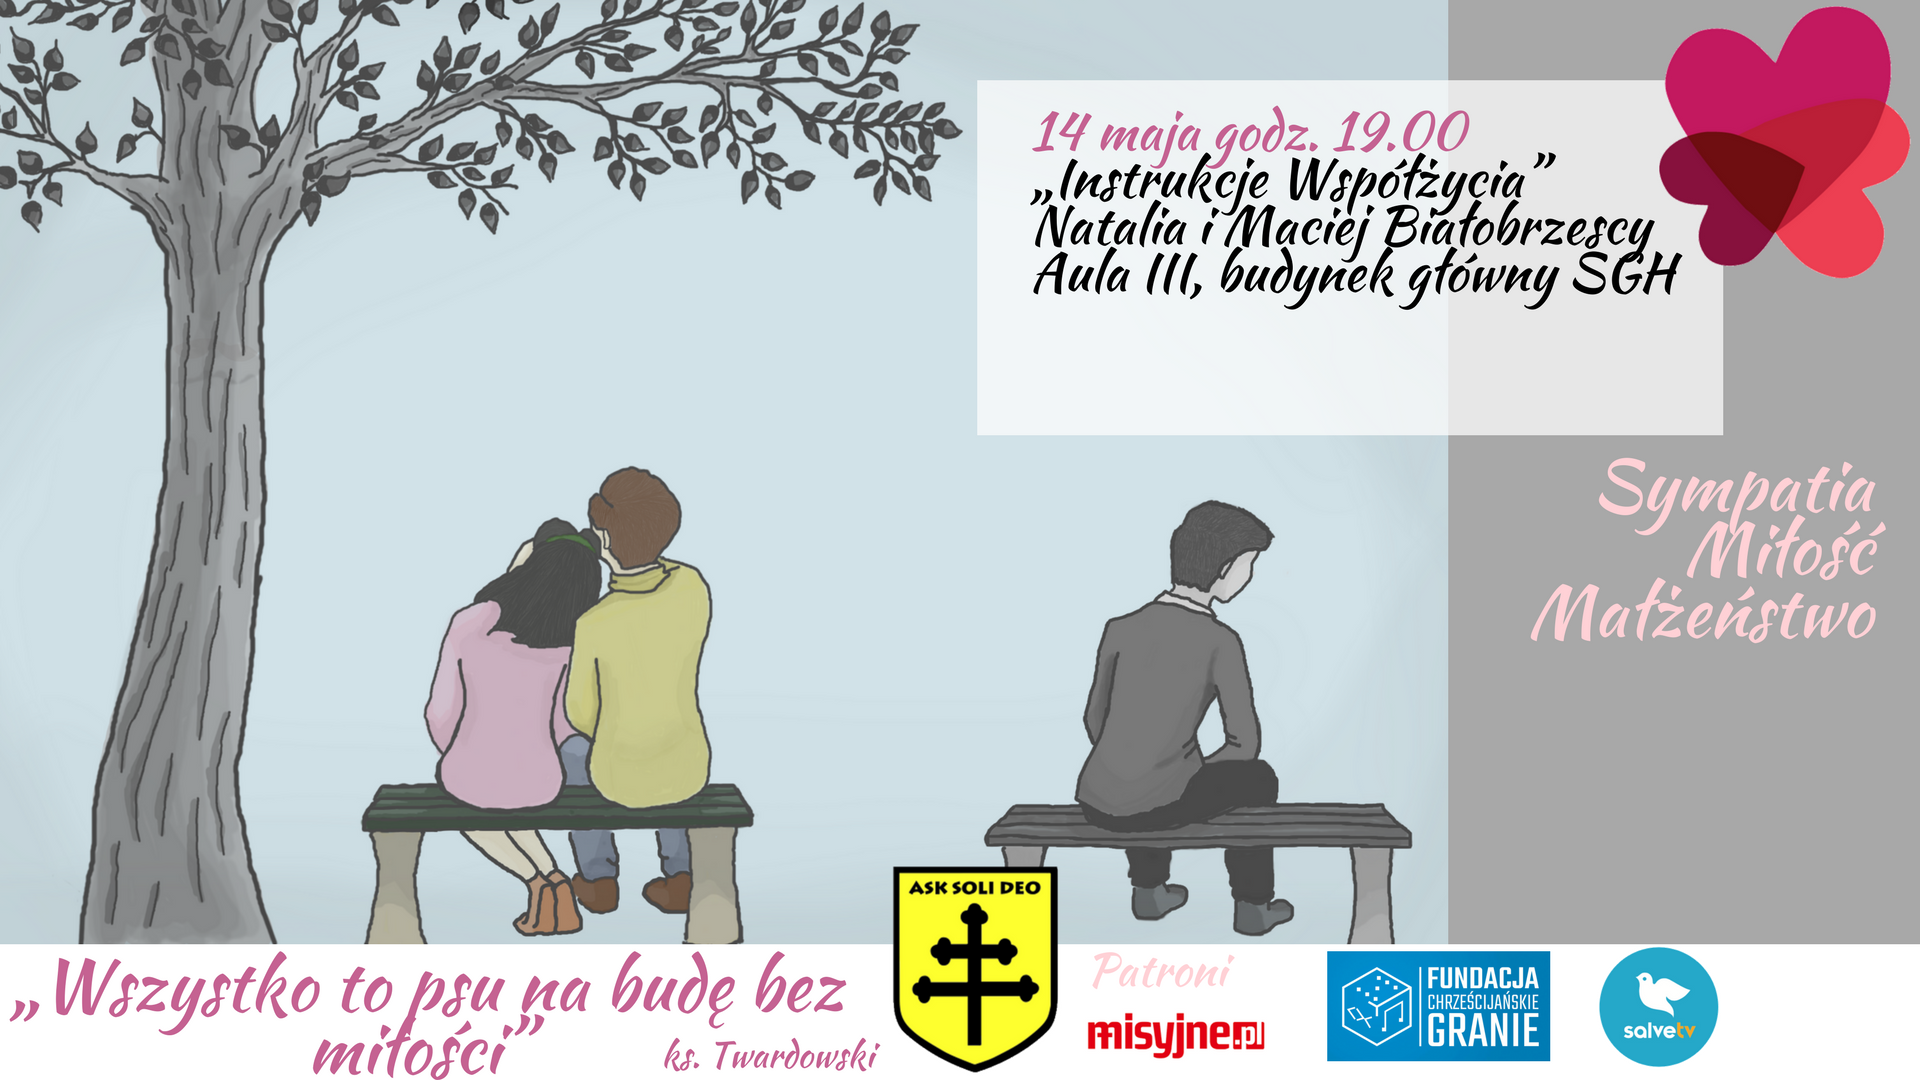 14 maja godz. 19.00
„Instrukcje Współżycia”
Natalia i Maciej Białobrzescy
Aula III, budynek główny SGH
Sympatia
Miłość
Małżeństwo
„Wszystko to psu na budę bez
miłości”
ks. Twardowski
ASK SOLI DEO
Patroni
misyjne.pl
FUNDACJA
CHRZEŚCIJAŃSKIE
GRANIE
salvetv